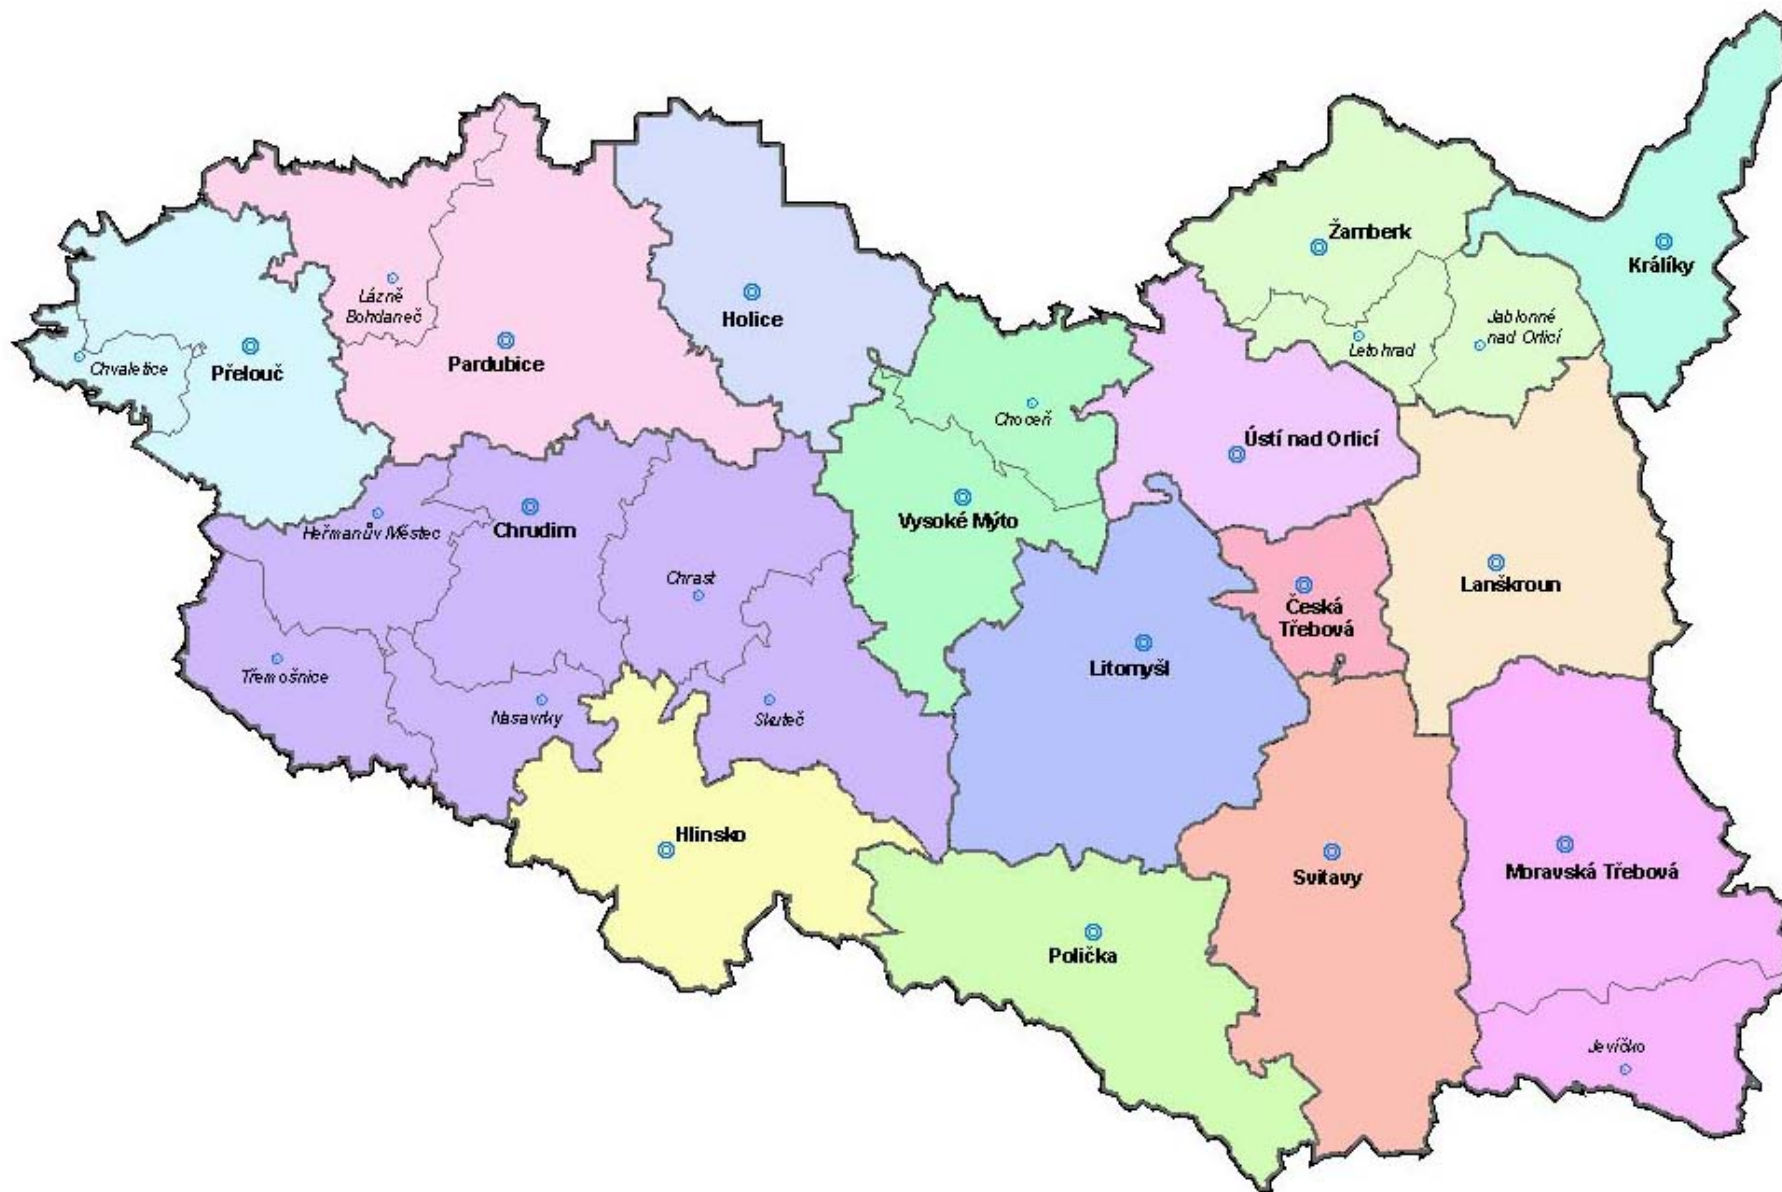 Žamberk
Králíky
Lázně
Bohdaneč
Holice
Jablonné
nad Orlicí
Letohrad
Chvaletice
Přelouč
Pardubice
Choceň
Ústí nad Orlicí
Heřmanův Městec
Chrudim
Vysoké Mýto
Chrast
Lanškroun
Česká
Třebová
Litomyšl
Třemošnice
Nasavrky
Skuteč
Hlinsko
Svitavy
Moravská Třebová
Polička
Jevíčko